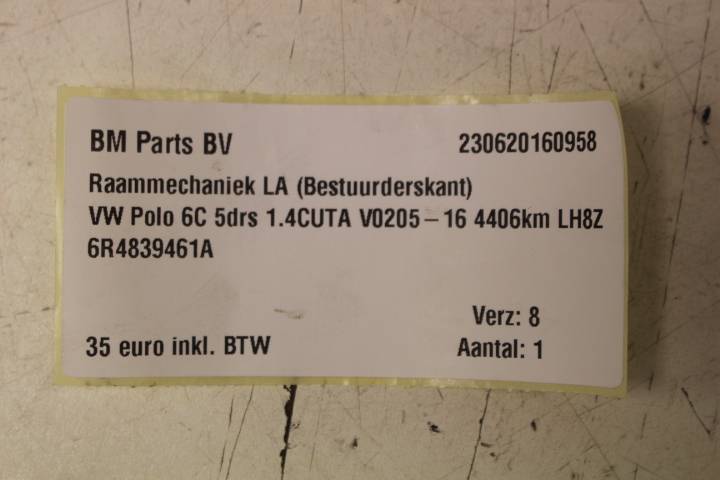 BM Parts BV 230620160958
Raammechaniek LA (Bestuurderskant)
VW Polo 6C 5drs 1.4CUTA V0205-16 4406km LH8Z
6R4839461A
Verz: 8
35 euro inkl. BTW Aantal: 1